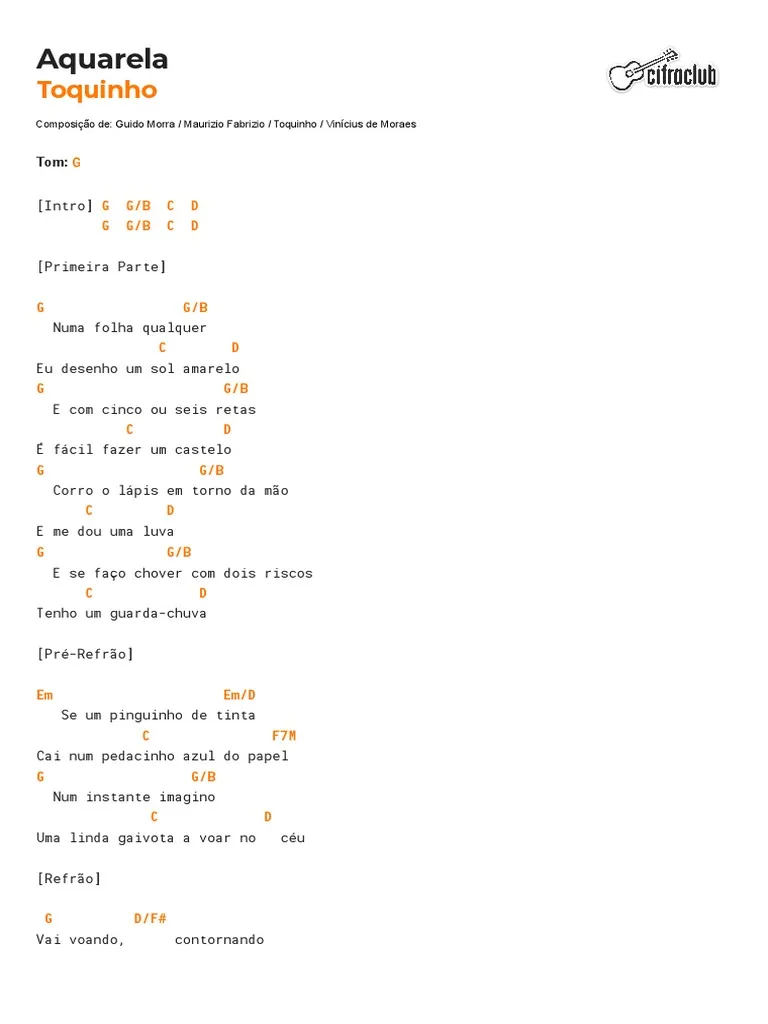 Aquarela
cifraclub
Toquinho
Composição de: Guido Morra / Maurizio Fabrizio / Toquinho / Vinícius de Moraes
Tom: G
[Intro] G  G/B  C  D
G  G/B  C  D
[Primeira Parte]
G                 G/B
Numa folha qualquer
C        D
Eu desenho um sol amarelo
G                      G/B
E com cinco ou seis retas
C           D
É fácil fazer um castelo
G                   G/B
Corro o lápis em torno da mão
C         D
E me dou uma luva
G               G/B
E se faço chover com dois riscos
C             D
Tenho um guarda-chuva
[Pré-Refrão]
Em                     Em/D
Se um pinguinho de tinta
C               F7M
Cai num pedacinho azul do papel
G                  G/B
Num instante imagino
C             D
Uma linda gaivota a voar no   céu
[Refrão]
G          D/F#
Vai voando,      contornando